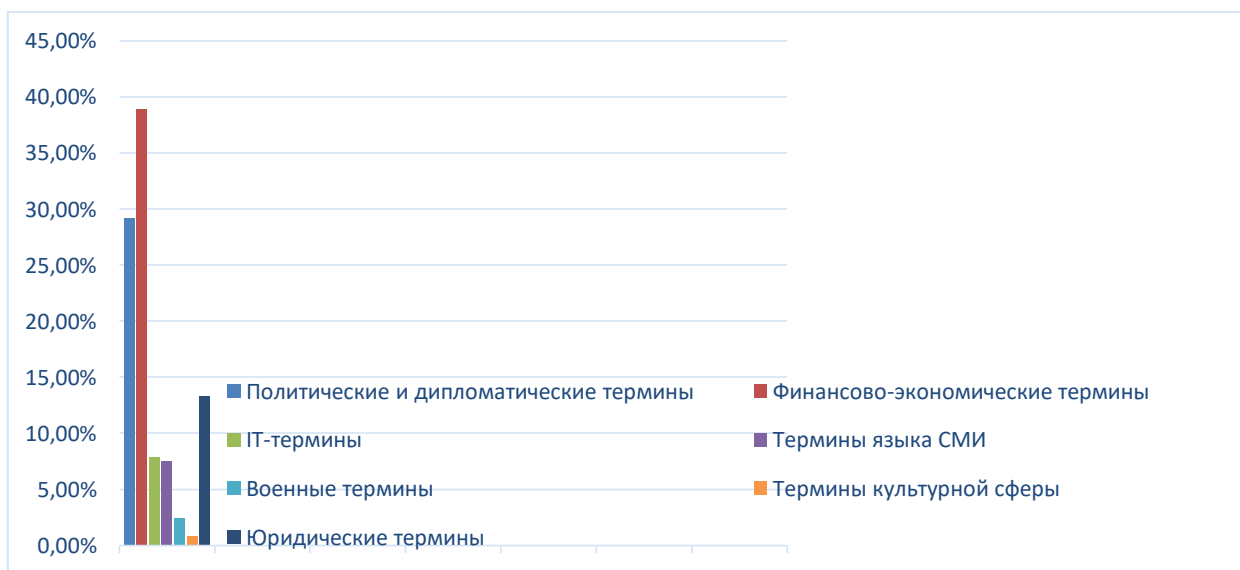 45,00%
40,00%
35,00%
30,00%
25,00%
20,00%
15,00%
10,00%
5,00%
0,00%
Политические и дипломатические термины
Финансово-экономические термины
IT-термины
Термины языка СМИ
Военные термины
Термины культурной сферы
Юридические термины